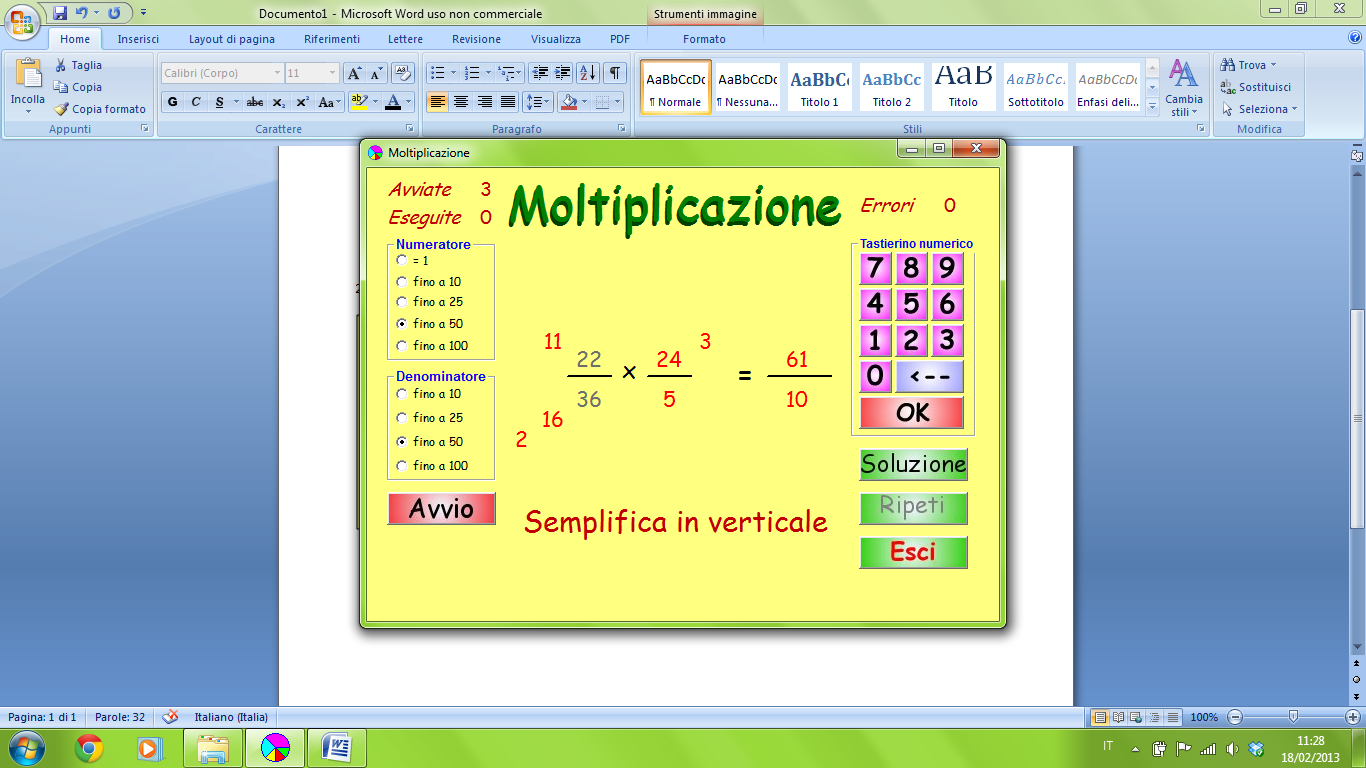 Documento1 - Microsoft Word uso non commerciale
Strumenti immagine
Home Inserisci Layout di pagina Riferimenti Lettere Revisione Visualizza PDF Formato
Incolla
Taglia
Copia
Copia formato
Appunti
Calibri (Corpo) 11
G C S abc x₂ x² Aa
Carattere
Paragrafo
AaBbCcDc AaBbCcDc AaBbCc AaBbCc AaB AaBbCc. AaBbCcDc
¶ Normale ¶ Nessuna... Titolo 1 Titolo 2 Titolo Sottotitolo Enfasi deli...
Cambia
stili
Stili
Trova
Sostituisci
Seleziona
Modifica
Moltiplicazione
Avviate 3
Eseguite 0
Moltiplicazione
Errori 0
Numeratore
= 1
fino a 10
fino a 25
fino a 50
fino a 100
Denominatore
fino a 10
fino a 25
fino a 50
fino a 100
Avvio
11 3
22 × 24 = 61
36 5 10
16
2
Semplifica in verticale
Tastierino numerico
7 8 9
4 5 6
1 2 3
0 <--
OK
Soluzione
Ripeti
Esci
Pagina: 1 di 1 Parole: 32 Italiano (Italia) 100%
IT 11:28
18/02/2013